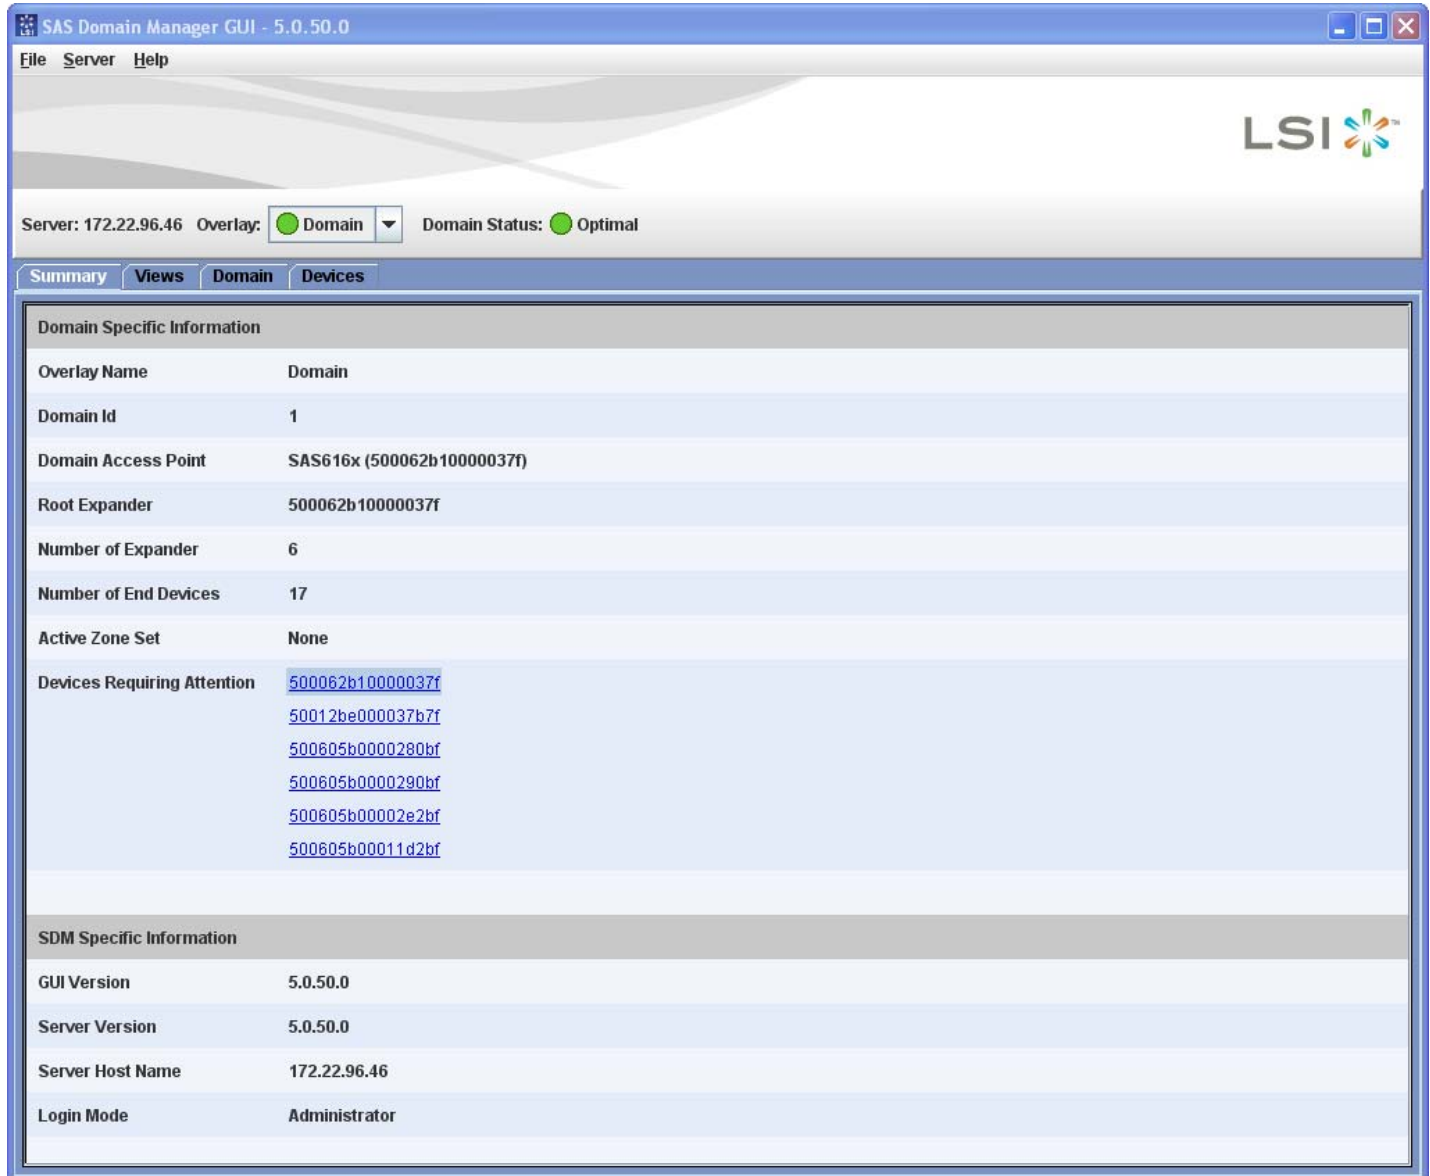 SAS Domain Manager GUI - 5.0.50.0
File Server Help
LSI™
Server: 172.22.96.46 Overlay: Domain Domain Status: Optimal
Summary Views Domain Devices
Domain Specific Information
Overlay Name Domain
Domain Id 1
Domain Access Point SAS616x (500062b10000037f)
Root Expander 500062b10000037f
Number of Expander 6
Number of End Devices 17
Active Zone Set None
Devices Requiring Attention 500062b10000037f
50012be000037b7f
500605b0000280bf
500605b0000290bf
500605b00002e2bf
500605b00011d2bf
SDM Specific Information
GUI Version 5.0.50.0
Server Version 5.0.50.0
Server Host Name 172.22.96.46
Login Mode Administrator